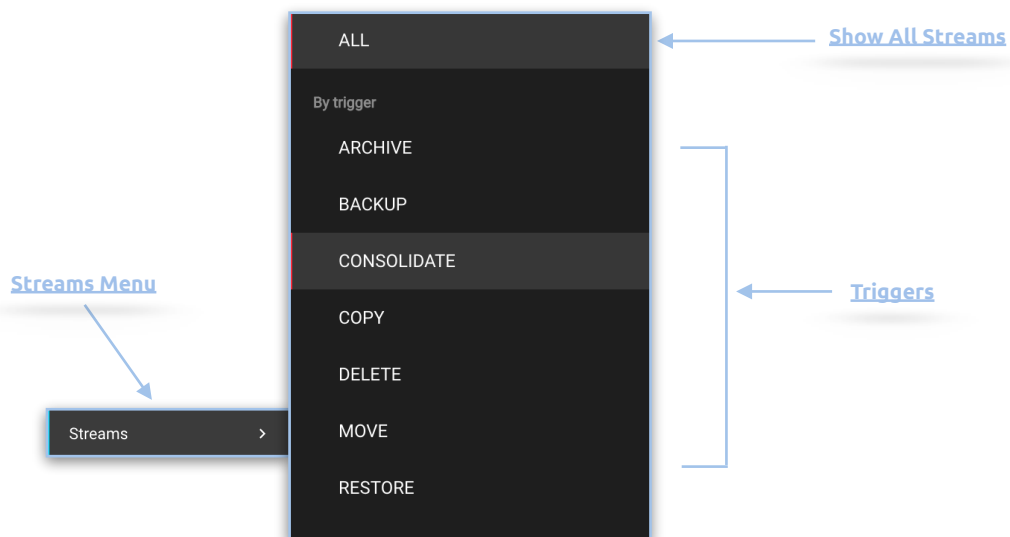 ALL
Show All Streams
By trigger
ARCHIVE
BACKUP
CONSOLIDATE
Streams Menu
Triggers
COPY
DELETE
MOVE
Streams
RESTORE